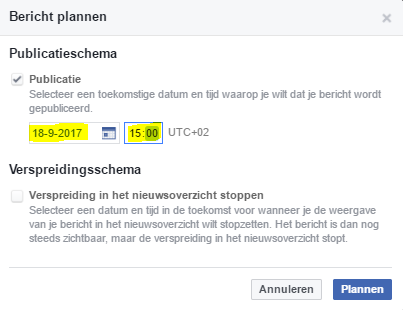 Bericht plannen
Publicatieschema
Publicatie
Selecteer een toekomstige datum en tijd waarop je wilt dat je bericht wordt
gepubliceerd.
18-9-2017 15:00 UTC+02
Verspreidingsschema
Verspreiding in het nieuwsoverzicht stoppen
Selecteer een datum en tijd in de toekomst voor wanneer je de weergave
van je bericht in het nieuwsoverzicht wilt stopzetten. Het bericht is dan nog
steeds zichtbaar, maar de verspreiding in het nieuwsoverzicht stopt.
Annuleren Plannen